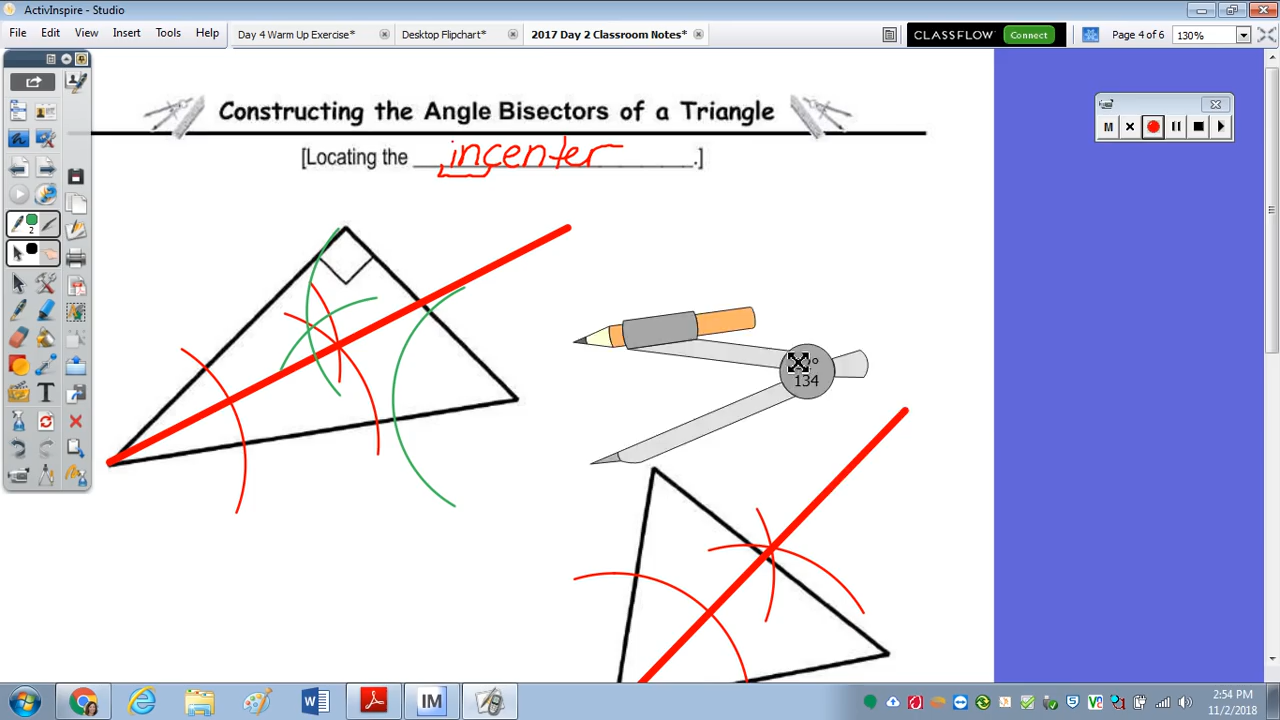 ActivInspire - Studio
File Edit View Insert Tools Help
Day 4 Warm Up Exercise* Desktop Flipchart* 2017 Day 2 Classroom Notes*
CLASSFLOW Connect
Page 4 of 6 130%
Constructing the Angle Bisectors of a Triangle
[Locating the incenter.]
M
2
134
IM
2:54 PM
11/2/2018